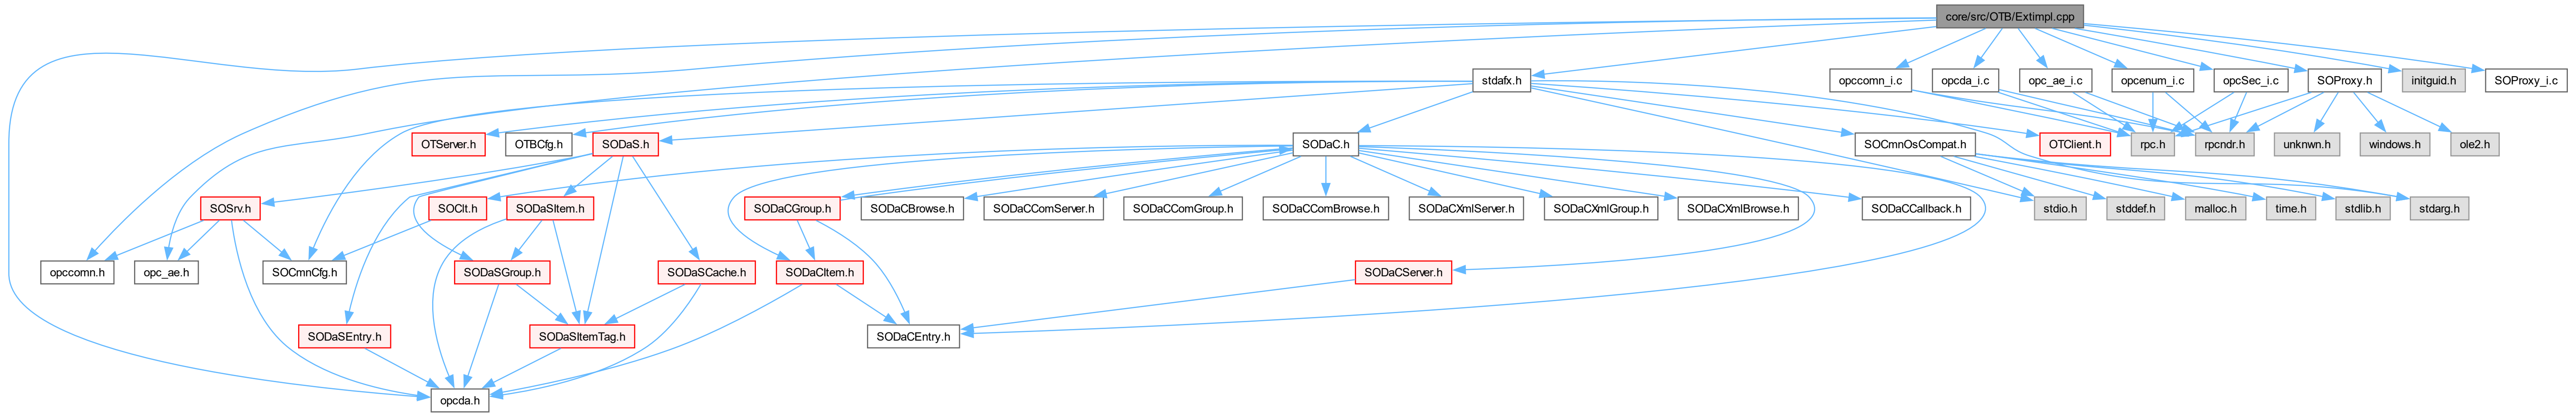 core/src/OTB/Extimpl.cpp
stdafx.h
opccomn_i.c
opcda_i.c
opc_ae_i.c
opcenum_i.c
opcSec_i.c
SOProxy.h
initguid.h
SOProxy_i.c
OTServer.h
OTBCfg.h
SODaS.h
SODaC.h
SOCmnOsCompat.h
OTClient.h
rpc.h
rpcndr.h
unknwn.h
windows.h
ole2.h
SOSrv.h
SOClt.h
SODaSItem.h
SODaCGroup.h
SODaCBrowse.h
SODaCComServer.h
SODaCComGroup.h
SODaCComBrowse.h
SODaCXmlServer.h
SODaCXmlGroup.h
SODaCXmlBrowse.h
SODaCCallback.h
stdio.h
stddef.h
malloc.h
time.h
stdlib.h
stdarg.h
opccomn.h
opc_ae.h
SOCmnCfg.h
SODaSGroup.h
SODaSCache.h
SODaCItem.h
SODaCServer.h
SODaSEntry.h
SODaSItemTag.h
SODaCEntry.h
opcda.h